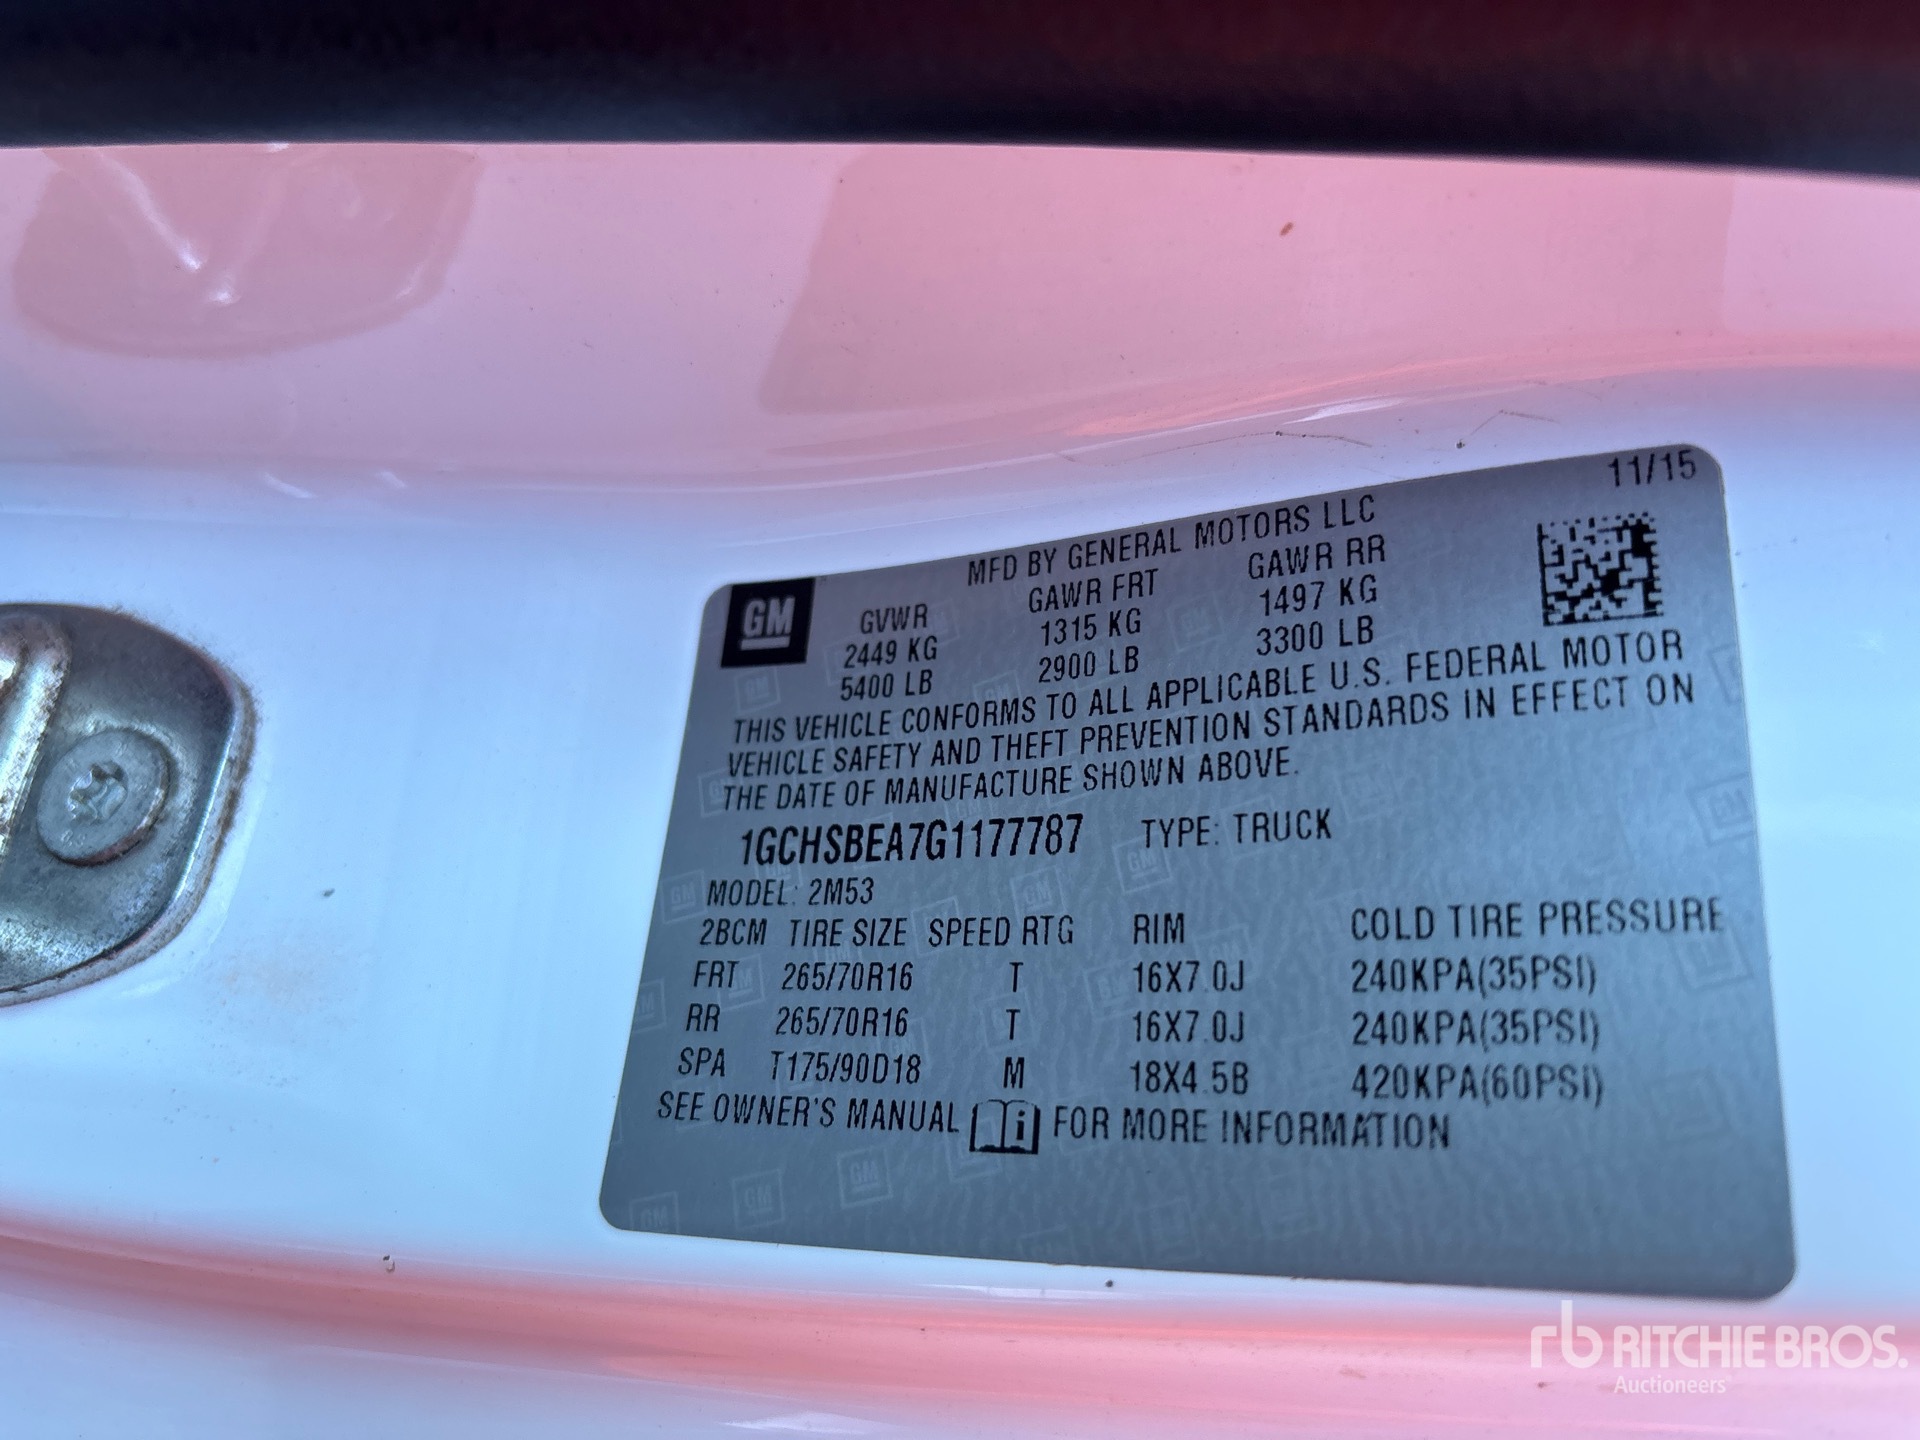 11/15
MFD BY GENERAL MOTORS LLC
GM
GVWR GAWR FRT GAWR RR
2449 KG 1315 KG 1497 KG
5400 LB 2900 LB 3300 LB
THIS VEHICLE CONFORMS TO ALL APPLICABLE U.S. FEDERAL MOTOR
VEHICLE SAFETY AND THEFT PREVENTION STANDARDS IN EFFECT ON
THE DATE OF MANUFACTURE SHOWN ABOVE.
1GCHSBEA7G1177787 TYPE: TRUCK
MODEL: 2M53
2BCM TIRE SIZE SPEED RTG RIM COLD TIRE PRESSURE
FRT 265/70R16 T 16X7.0J 240KPA(35PSI)
RR 265/70R16 T 16X7.0J 240KPA(35PSI)
SPA T175/90D18 M 18X4.5B 420KPA(60PSI)
SEE OWNER'S MANUAL i FOR MORE INFORMATION
rb RITCHIE BROS.
Auctioneers